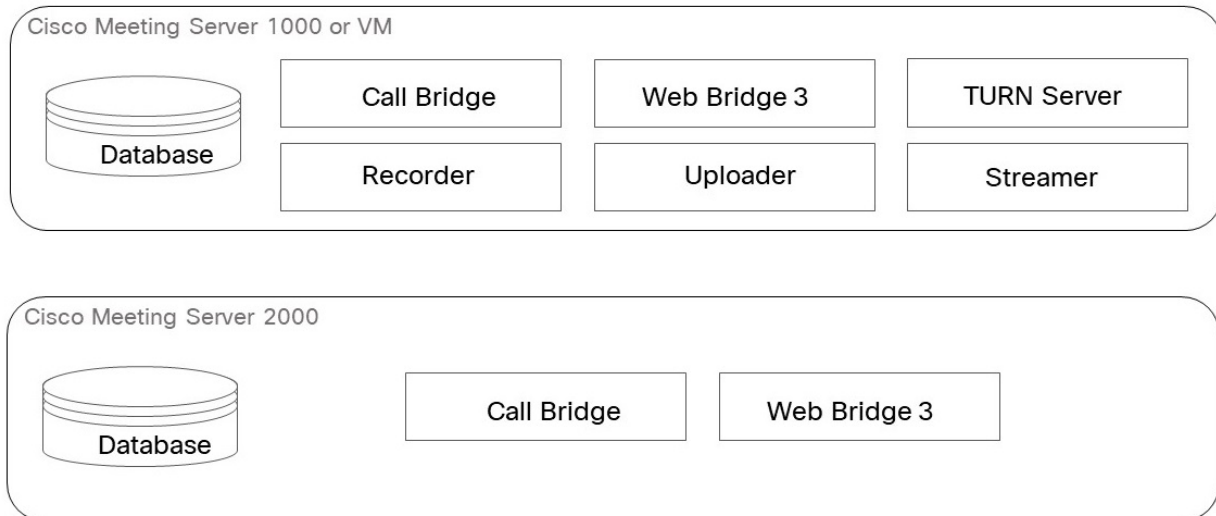 Cisco Meeting Server 1000 or VM
Call Bridge
Web Bridge 3
TURN Server
Database
Recorder
Uploader
Streamer
Cisco Meeting Server 2000
Call Bridge
Web Bridge 3
Database